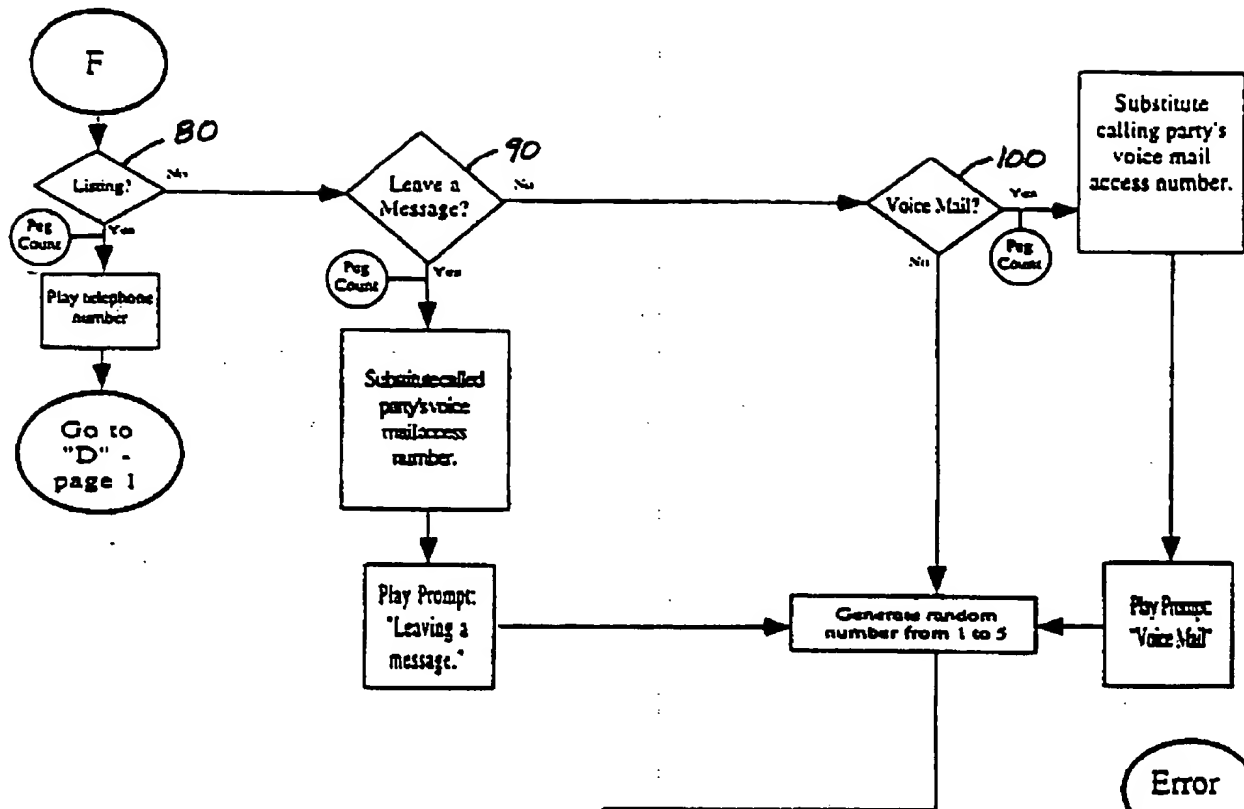 F
80
Listing?
No
Peg
Count
Yes
Play telephone
number
Go to
"D" -
page 1
90
Leave a
Message?
No
Peg
Count
Yes
Substitute called
party's voice
mail access
number.
Play Prompt:
"Leaving a
message."
100
Voice Mail?
Yes
Peg
Count
No
Substitute
calling party's
voice mail
access number.
Play Prompt:
"Voice Mail"
Generate random
number from 1 to 5
Error